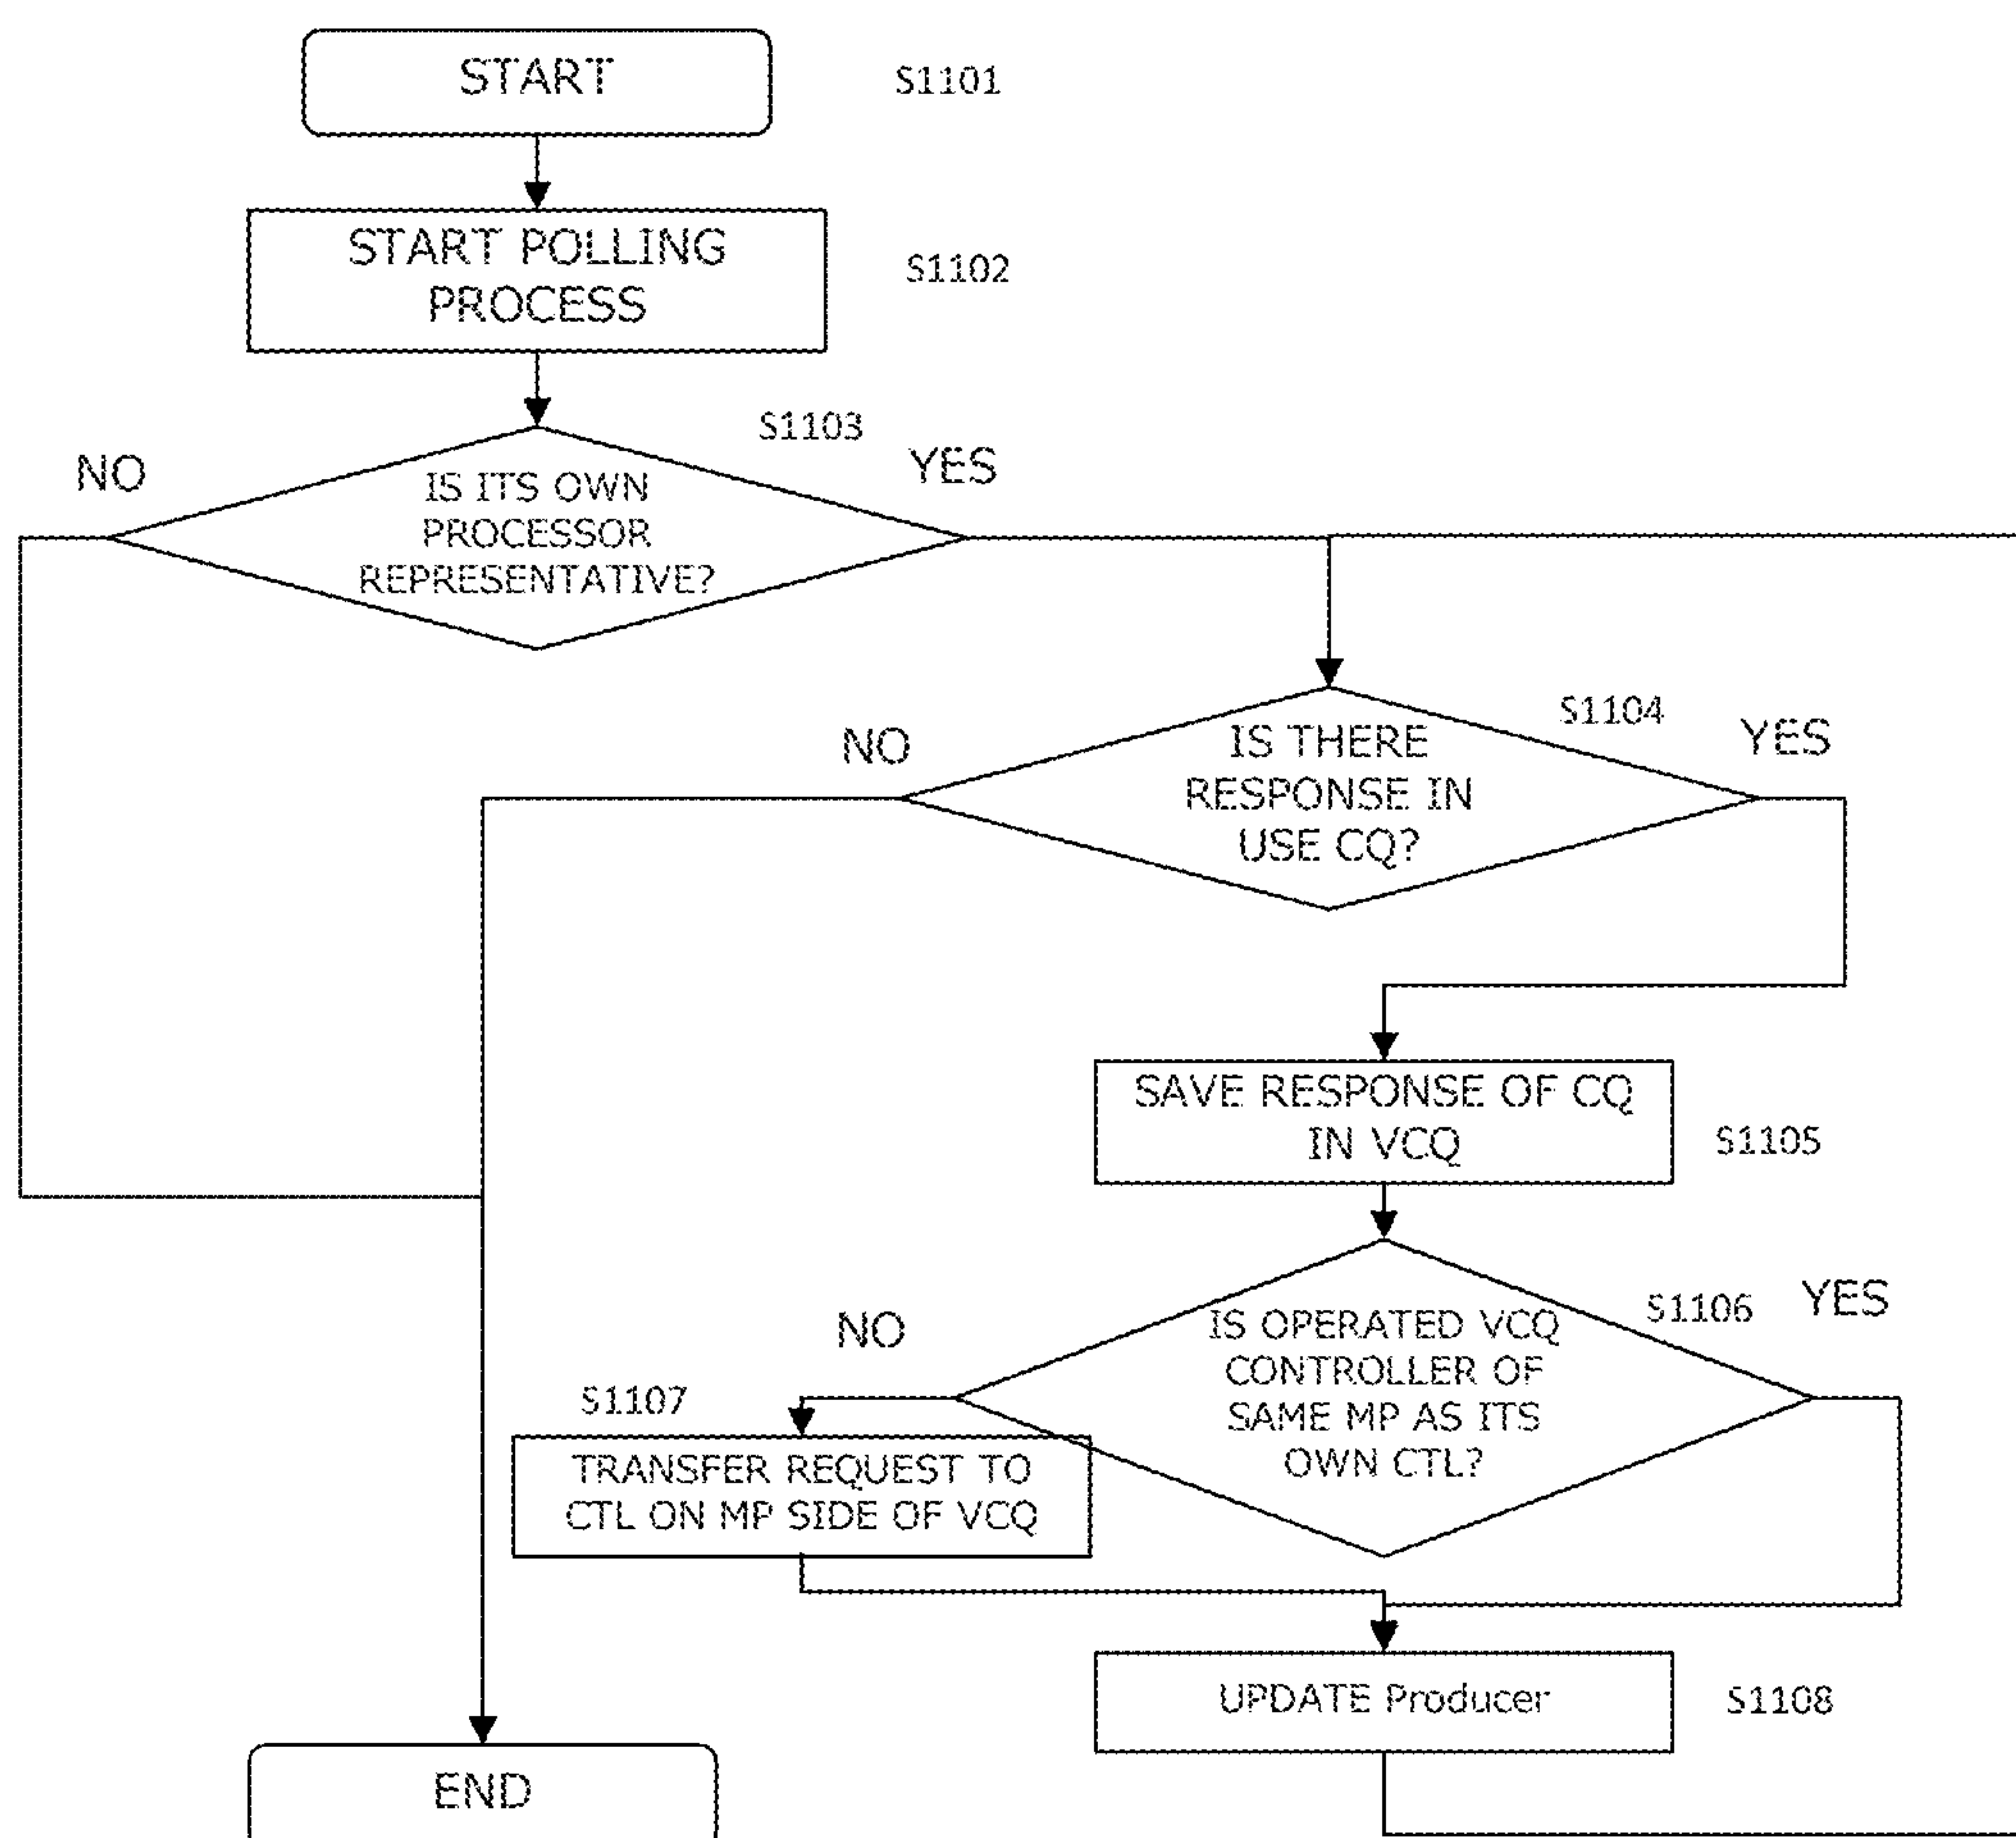 START
S1101
START POLLING
PROCESS
S1102
S1103
NO
YES
IS ITS OWN
PROCESSOR
REPRESENTATIVE?
S1104
NO
YES
IS THERE
RESPONSE IN
USE CQ?
SAVE RESPONSE OF CQ
IN VCQ
S1105
S1106
YES
NO
IS OPERATED VCQ
CONTROLLER OF
SAME MP AS ITS
OWN CTL?
S1107
TRANSFER REQUEST TO
CTL ON MP SIDE OF VCQ
UPDATE Producer
S1108
END